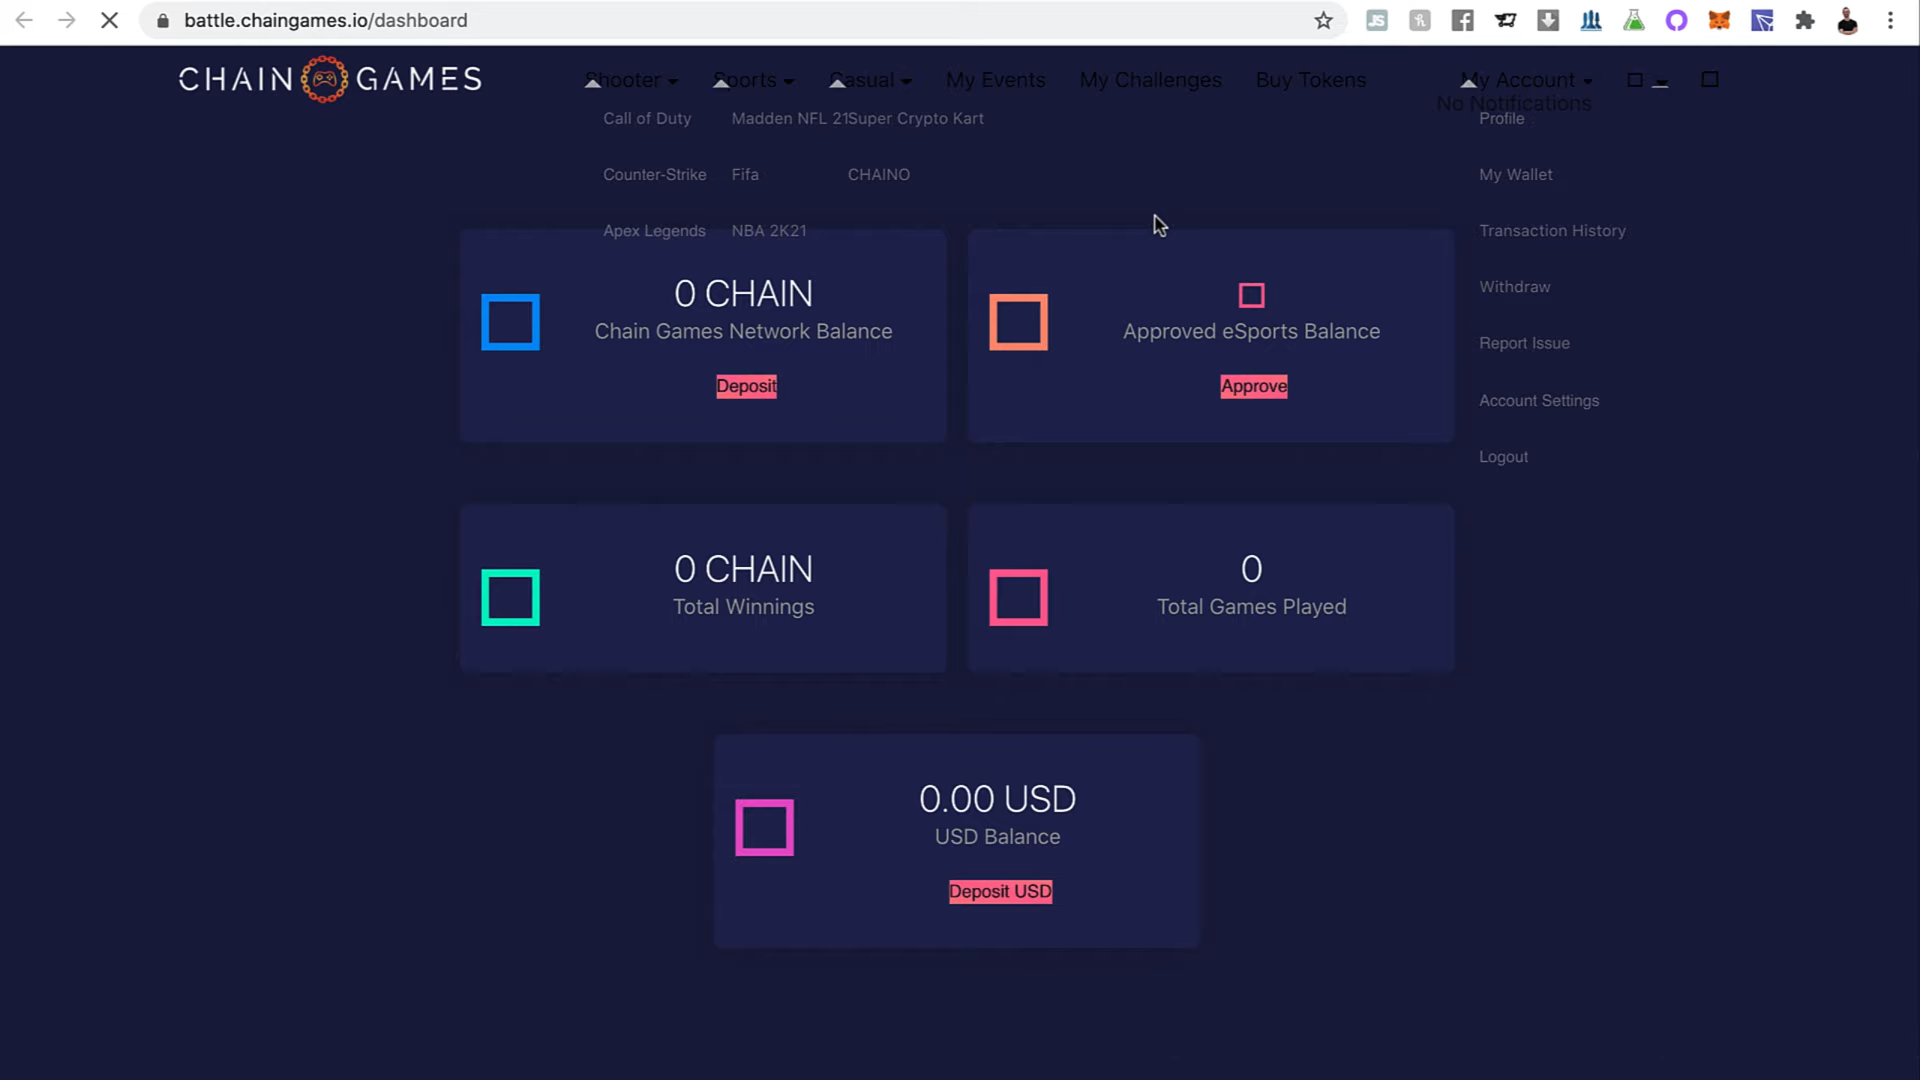 battle.chaingames.io/dashboard
CHAIN GAMES
Shooter
Sports
Casual
My Events
My Challenges
Buy Tokens
My Account
No Notifications
Call of Duty
Counter-Strike
Apex Legends
Madden NFL 21
Fifa
NBA 2K21
Super Crypto Kart
CHAINO
Profile
My Wallet
Transaction History
Withdraw
Report Issue
Account Settings
Logout
0 CHAIN
Chain Games Network Balance
Deposit
Approved eSports Balance
Approve
0 CHAIN
Total Winnings
0
Total Games Played
0.00 USD
USD Balance
Deposit USD